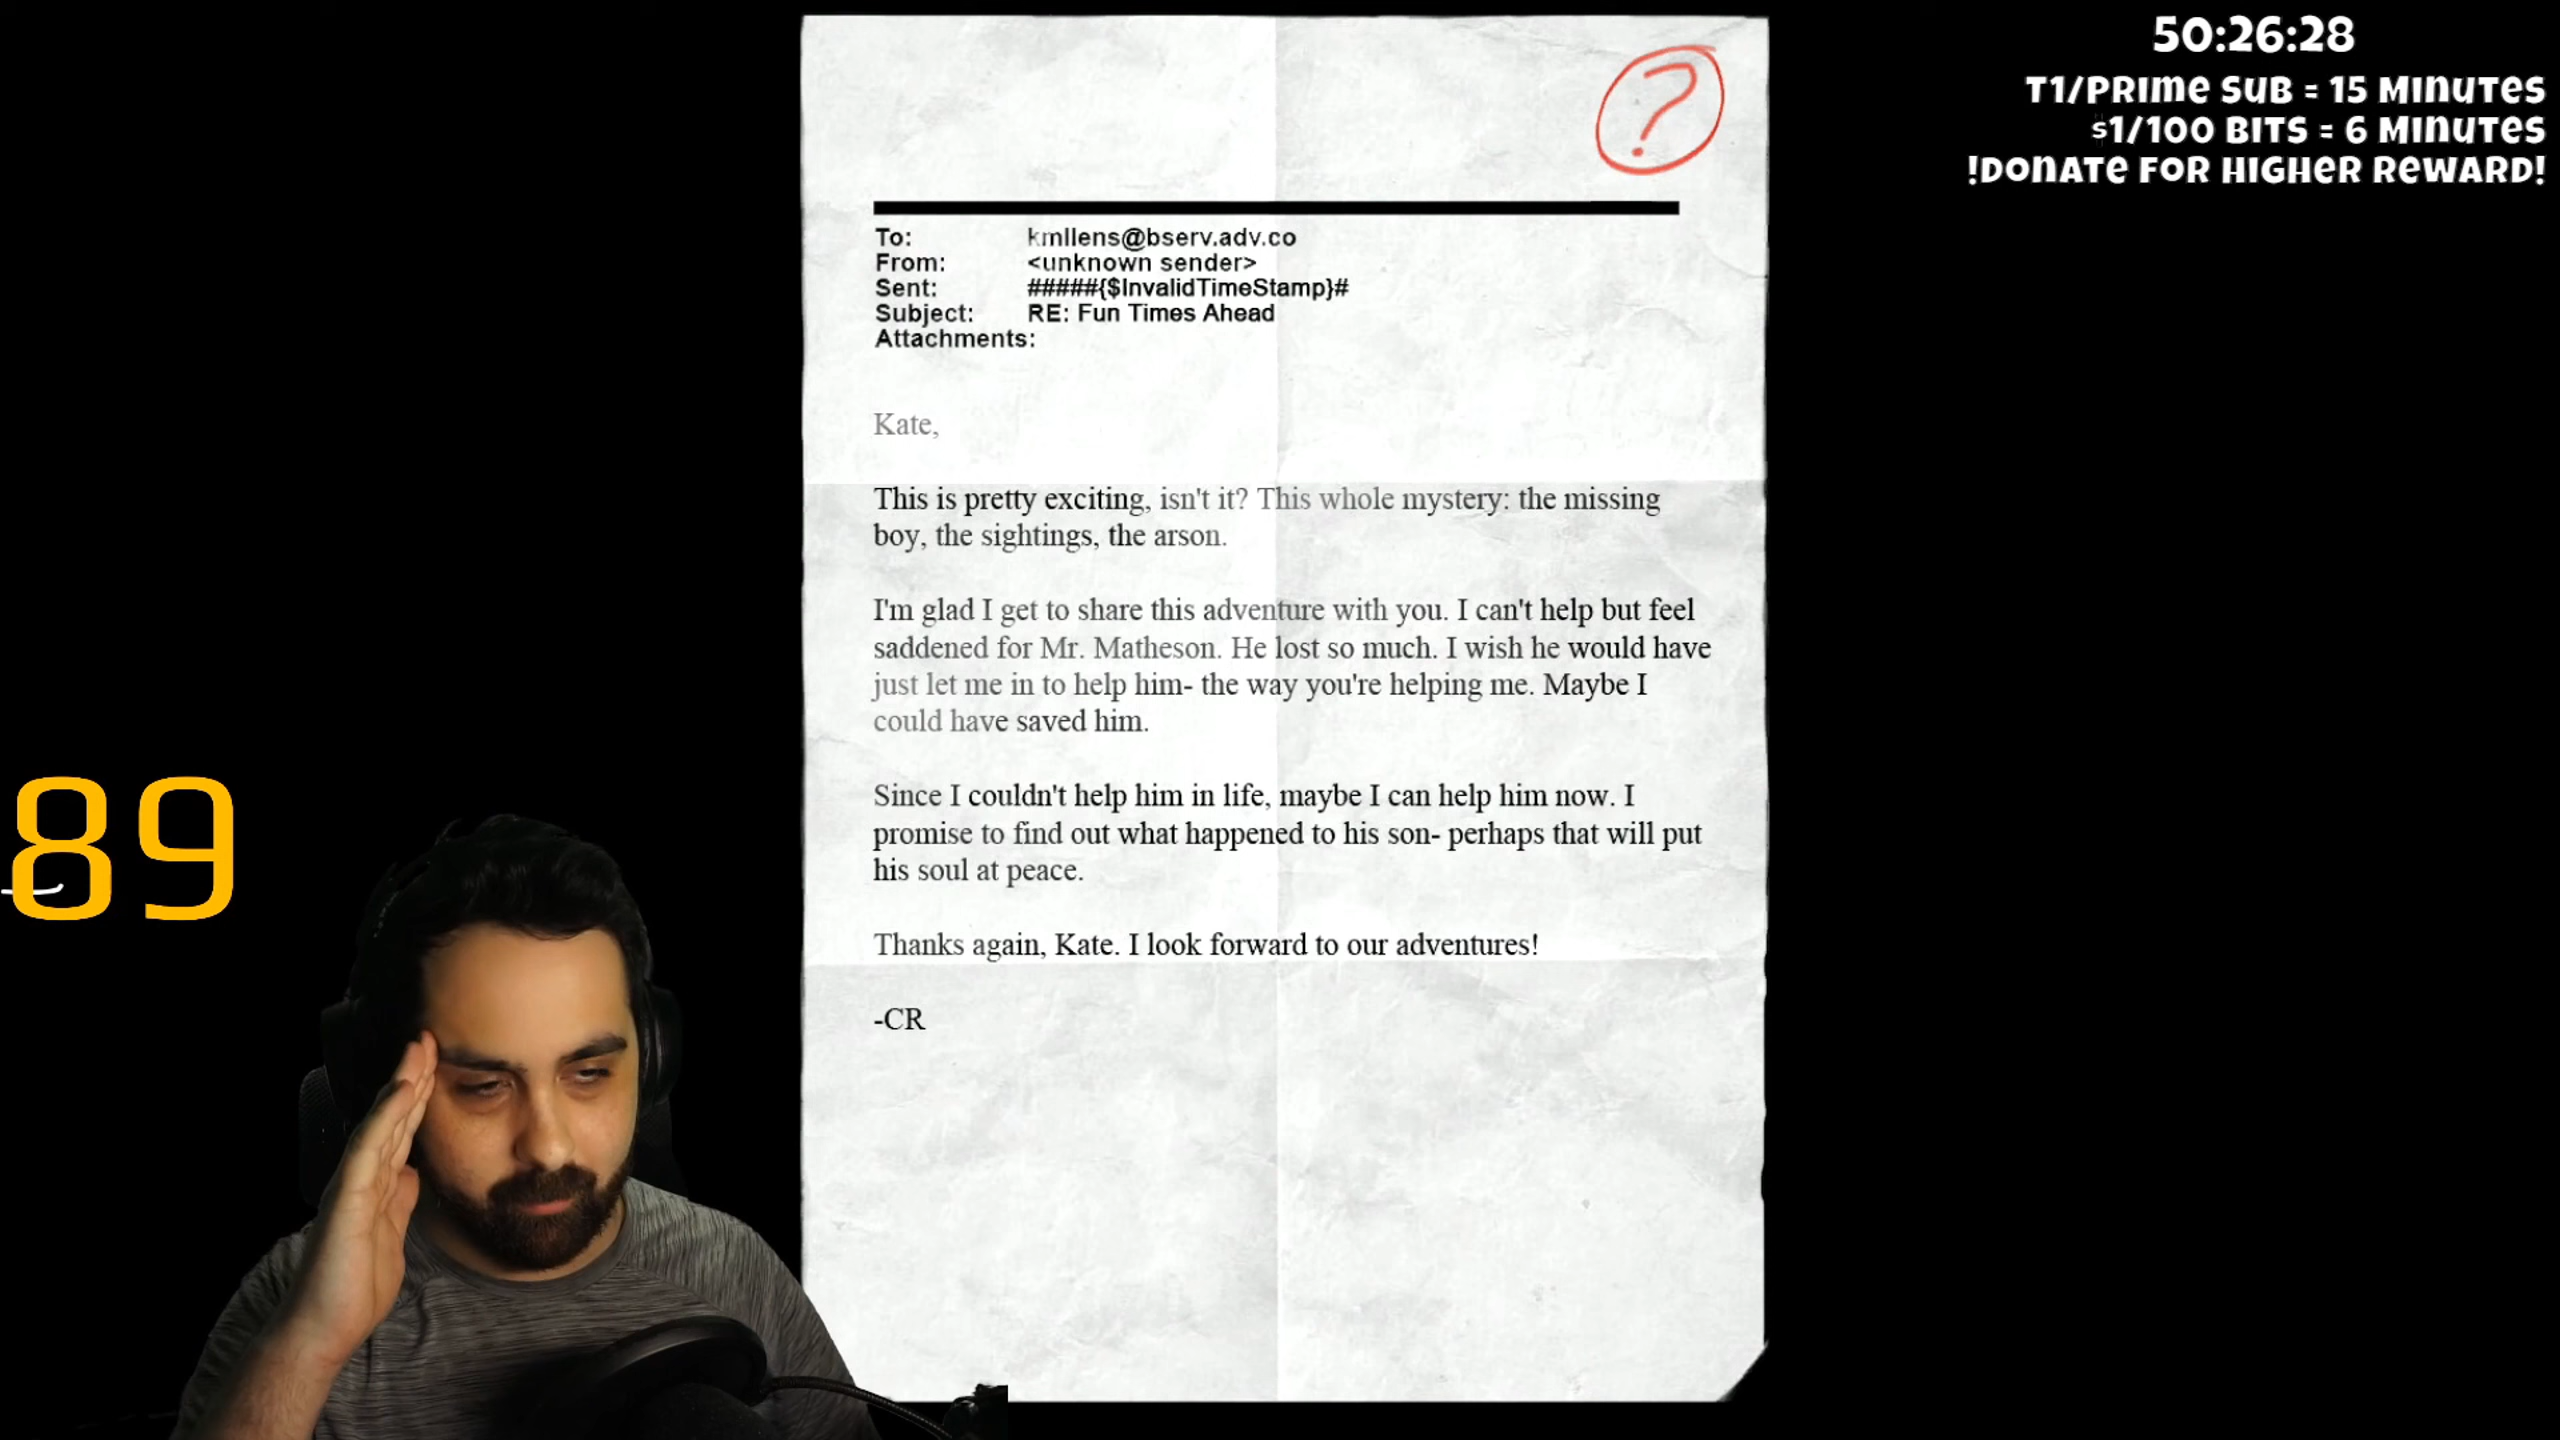 50:26:28
T1/PRIME SUB = 15 MINUTES
$1/100 BITS = 6 MINUTES
!DONATE FOR HIGHER REWARD!
?
To: kmllens@bserv.adv.co
From: <unknown sender>
Sent: #####{$InvalidTimeStamp}#
Subject: RE: Fun Times Ahead
Attachments:
Kate,
This is pretty exciting, isn't it? This whole mystery: the missing
boy, the sightings, the arson.
I'm glad I get to share this adventure with you. I can't help but feel
saddened for Mr. Matheson. He lost so much. I wish he would have
just let me in to help him- the way you're helping me. Maybe I
could have saved him.
Since I couldn't help him in life, maybe I can help him now. I
promise to find out what happened to his son- perhaps that will put
his soul at peace.
Thanks again, Kate. I look forward to our adventures!
-CR
89